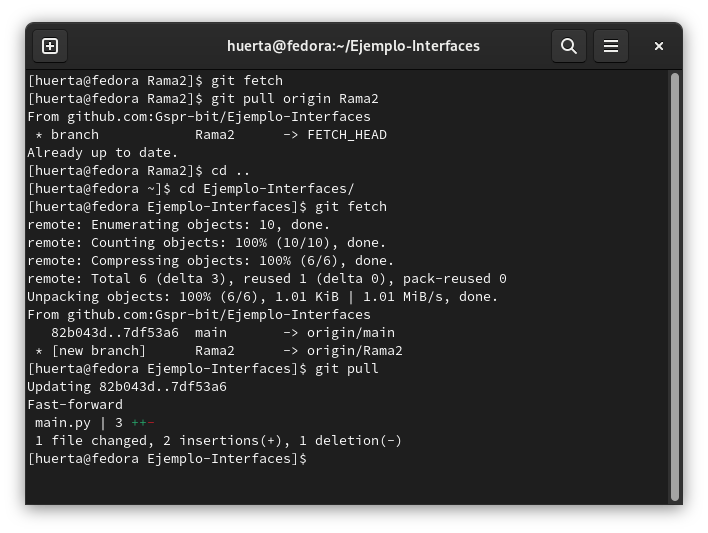 huerta@fedora:~/Ejemplo-Interfaces
[huerta@fedora Rama2]$ git fetch
[huerta@fedora Rama2]$ git pull origin Rama2
From github.com:Gspr-bit/Ejemplo-Interfaces
 * branch            Rama2      -> FETCH_HEAD
Already up to date.
[huerta@fedora Rama2]$ cd ..
[huerta@fedora ~]$ cd Ejemplo-Interfaces/
[huerta@fedora Ejemplo-Interfaces]$ git fetch
remote: Enumerating objects: 10, done.
remote: Counting objects: 100% (10/10), done.
remote: Compressing objects: 100% (6/6), done.
remote: Total 6 (delta 3), reused 1 (delta 0), pack-reused 0
Unpacking objects: 100% (6/6), 1.01 KiB | 1.01 MiB/s, done.
From github.com:Gspr-bit/Ejemplo-Interfaces
   82b043d..7df53a6  main       -> origin/main
 * [new branch]      Rama2      -> origin/Rama2
[huerta@fedora Ejemplo-Interfaces]$ git pull
Updating 82b043d..7df53a6
Fast-forward
 main.py | 3 ++-
 1 file changed, 2 insertions(+), 1 deletion(-)
[huerta@fedora Ejemplo-Interfaces]$